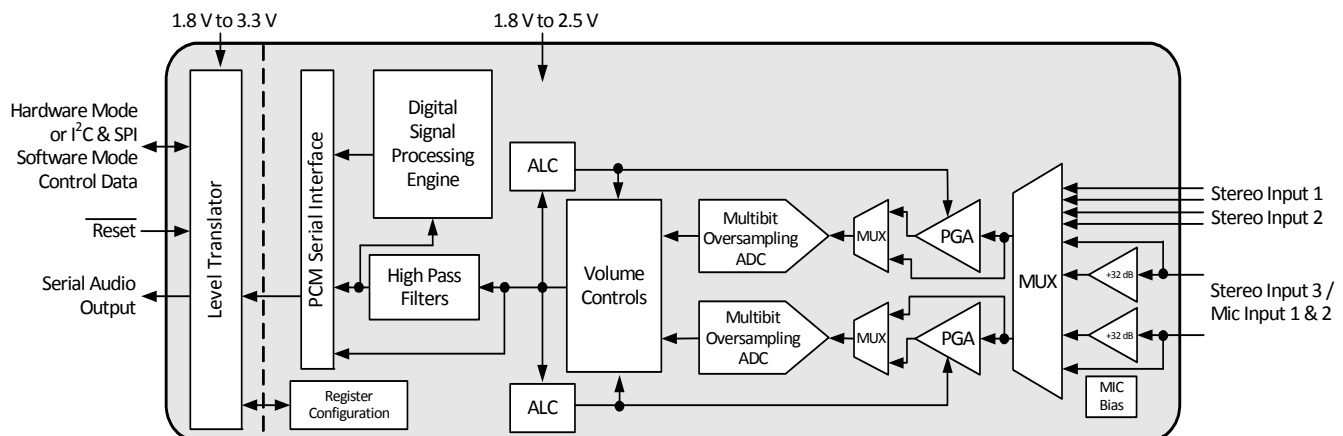 1.8 V to 3.3 V
1.8 V to 2.5 V
Hardware Mode
or I²C & SPI
Software Mode
Control Data
Reset
Serial Audio
Output
Level Translator
PCM Serial Interface
Digital
Signal
Processing
Engine
High Pass
Filters
Register
Configuration
ALC
Volume
Controls
ALC
Multibit
Oversampling
ADC
Multibit
Oversampling
ADC
MUX
MUX
PGA
PGA
MUX
+32 dB
+32 dB
MIC
Bias
Stereo Input 1
Stereo Input 2
Stereo Input 3 /
Mic Input 1 & 2